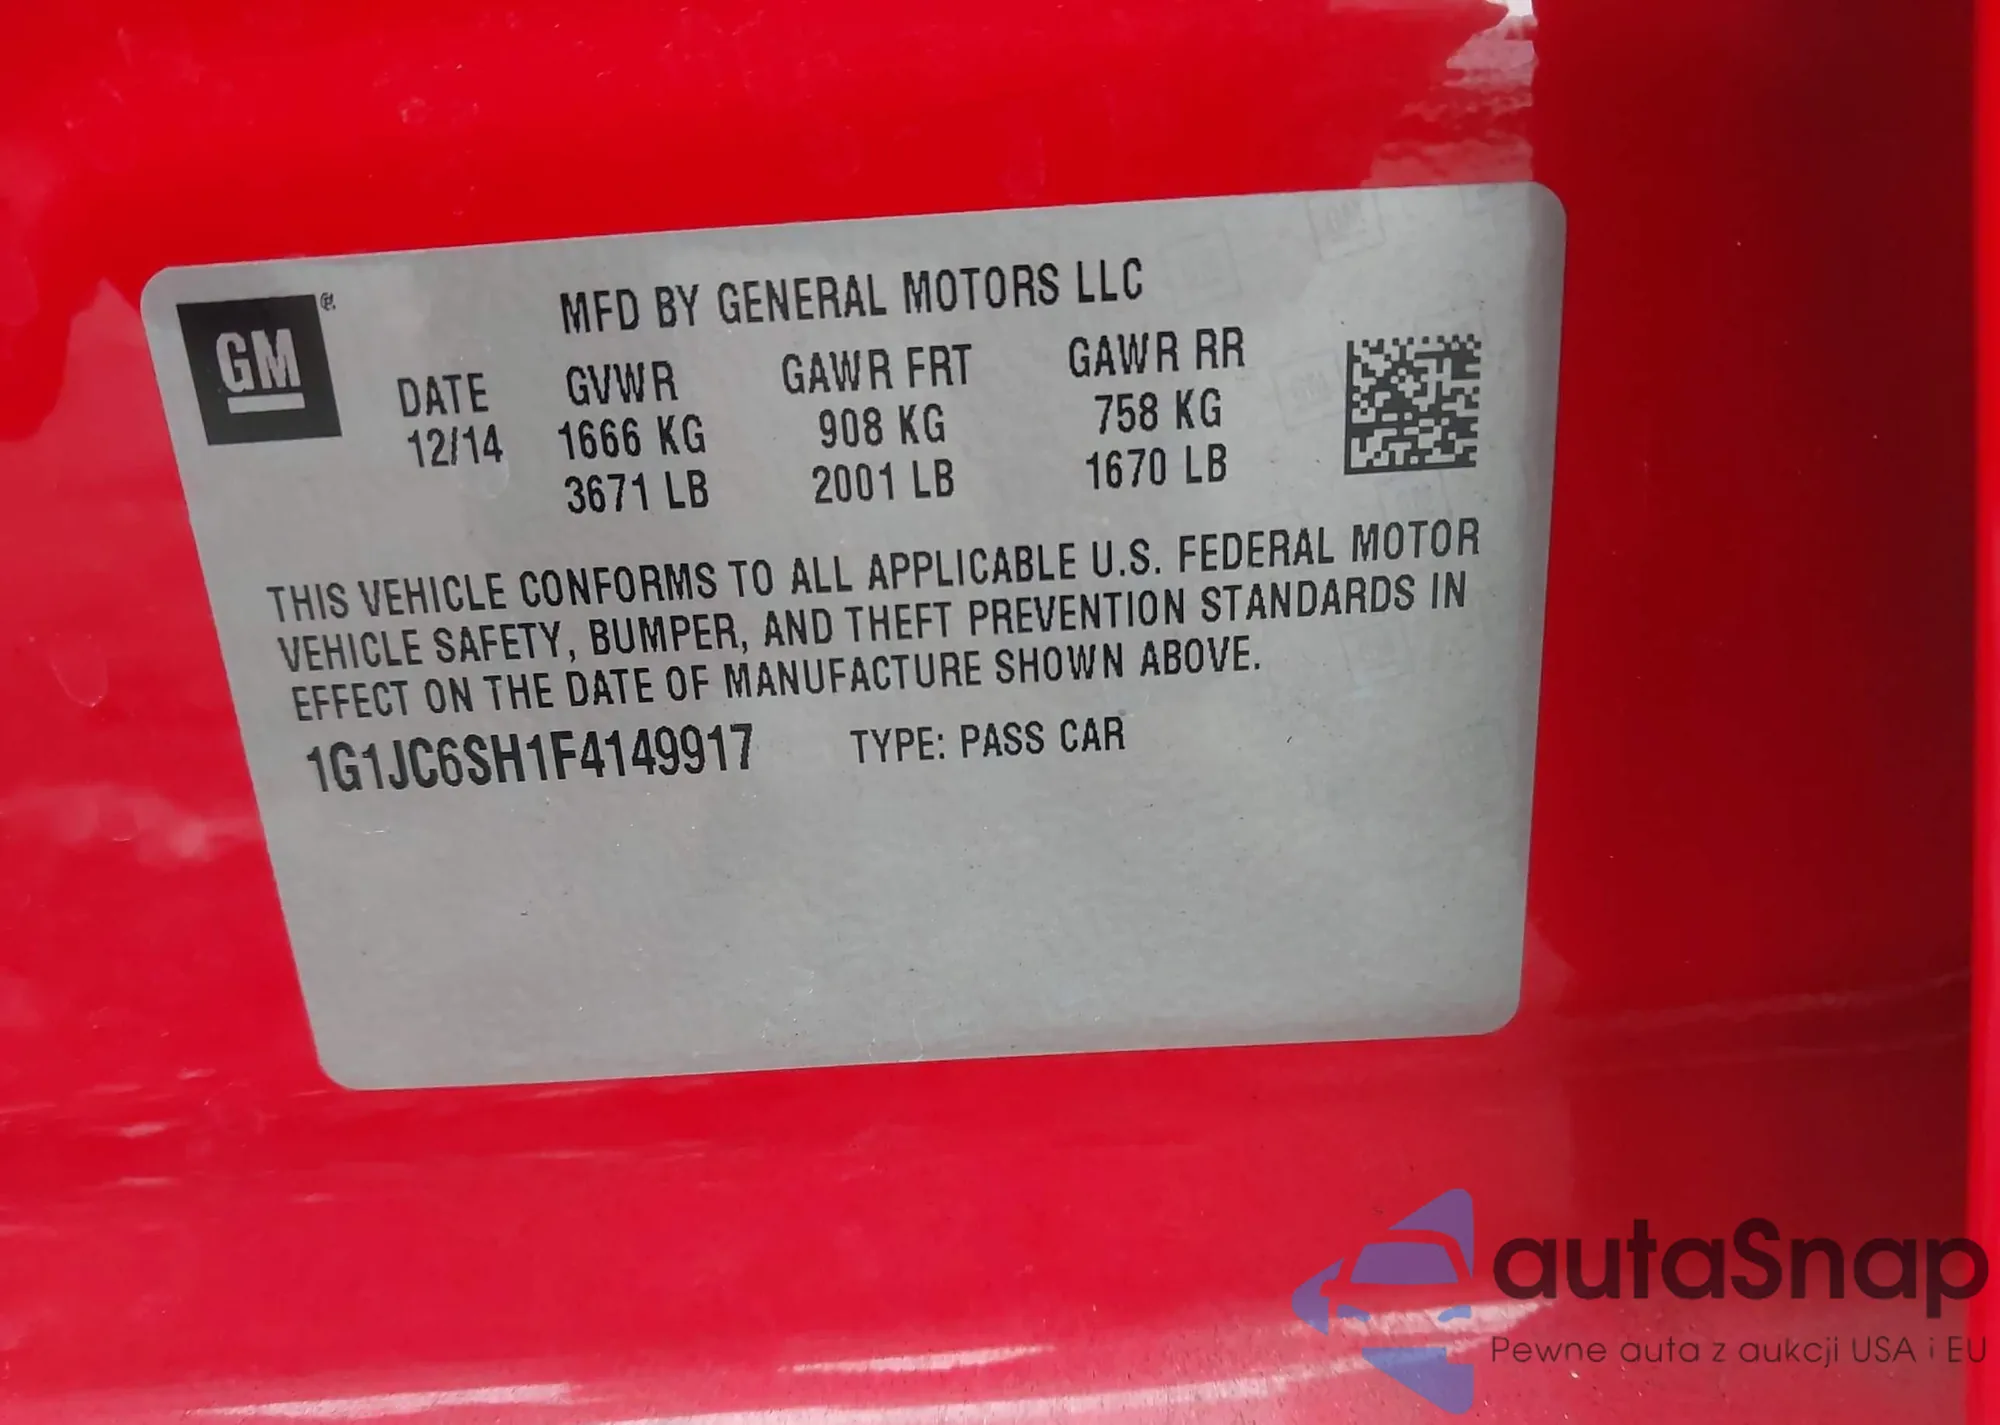 GM
MFD BY GENERAL MOTORS LLC
DATE GVWR GAWR FRT GAWR RR
12/14 1666 KG 908 KG 758 KG
3671 LB 2001 LB 1670 LB
THIS VEHICLE CONFORMS TO ALL APPLICABLE U.S. FEDERAL MOTOR
VEHICLE SAFETY, BUMPER, AND THEFT PREVENTION STANDARDS IN
EFFECT ON THE DATE OF MANUFACTURE SHOWN ABOVE.
1G1JC6SH1F4149917 TYPE: PASS CAR
autaSnap
Pewne auta z aukcji USA i EU